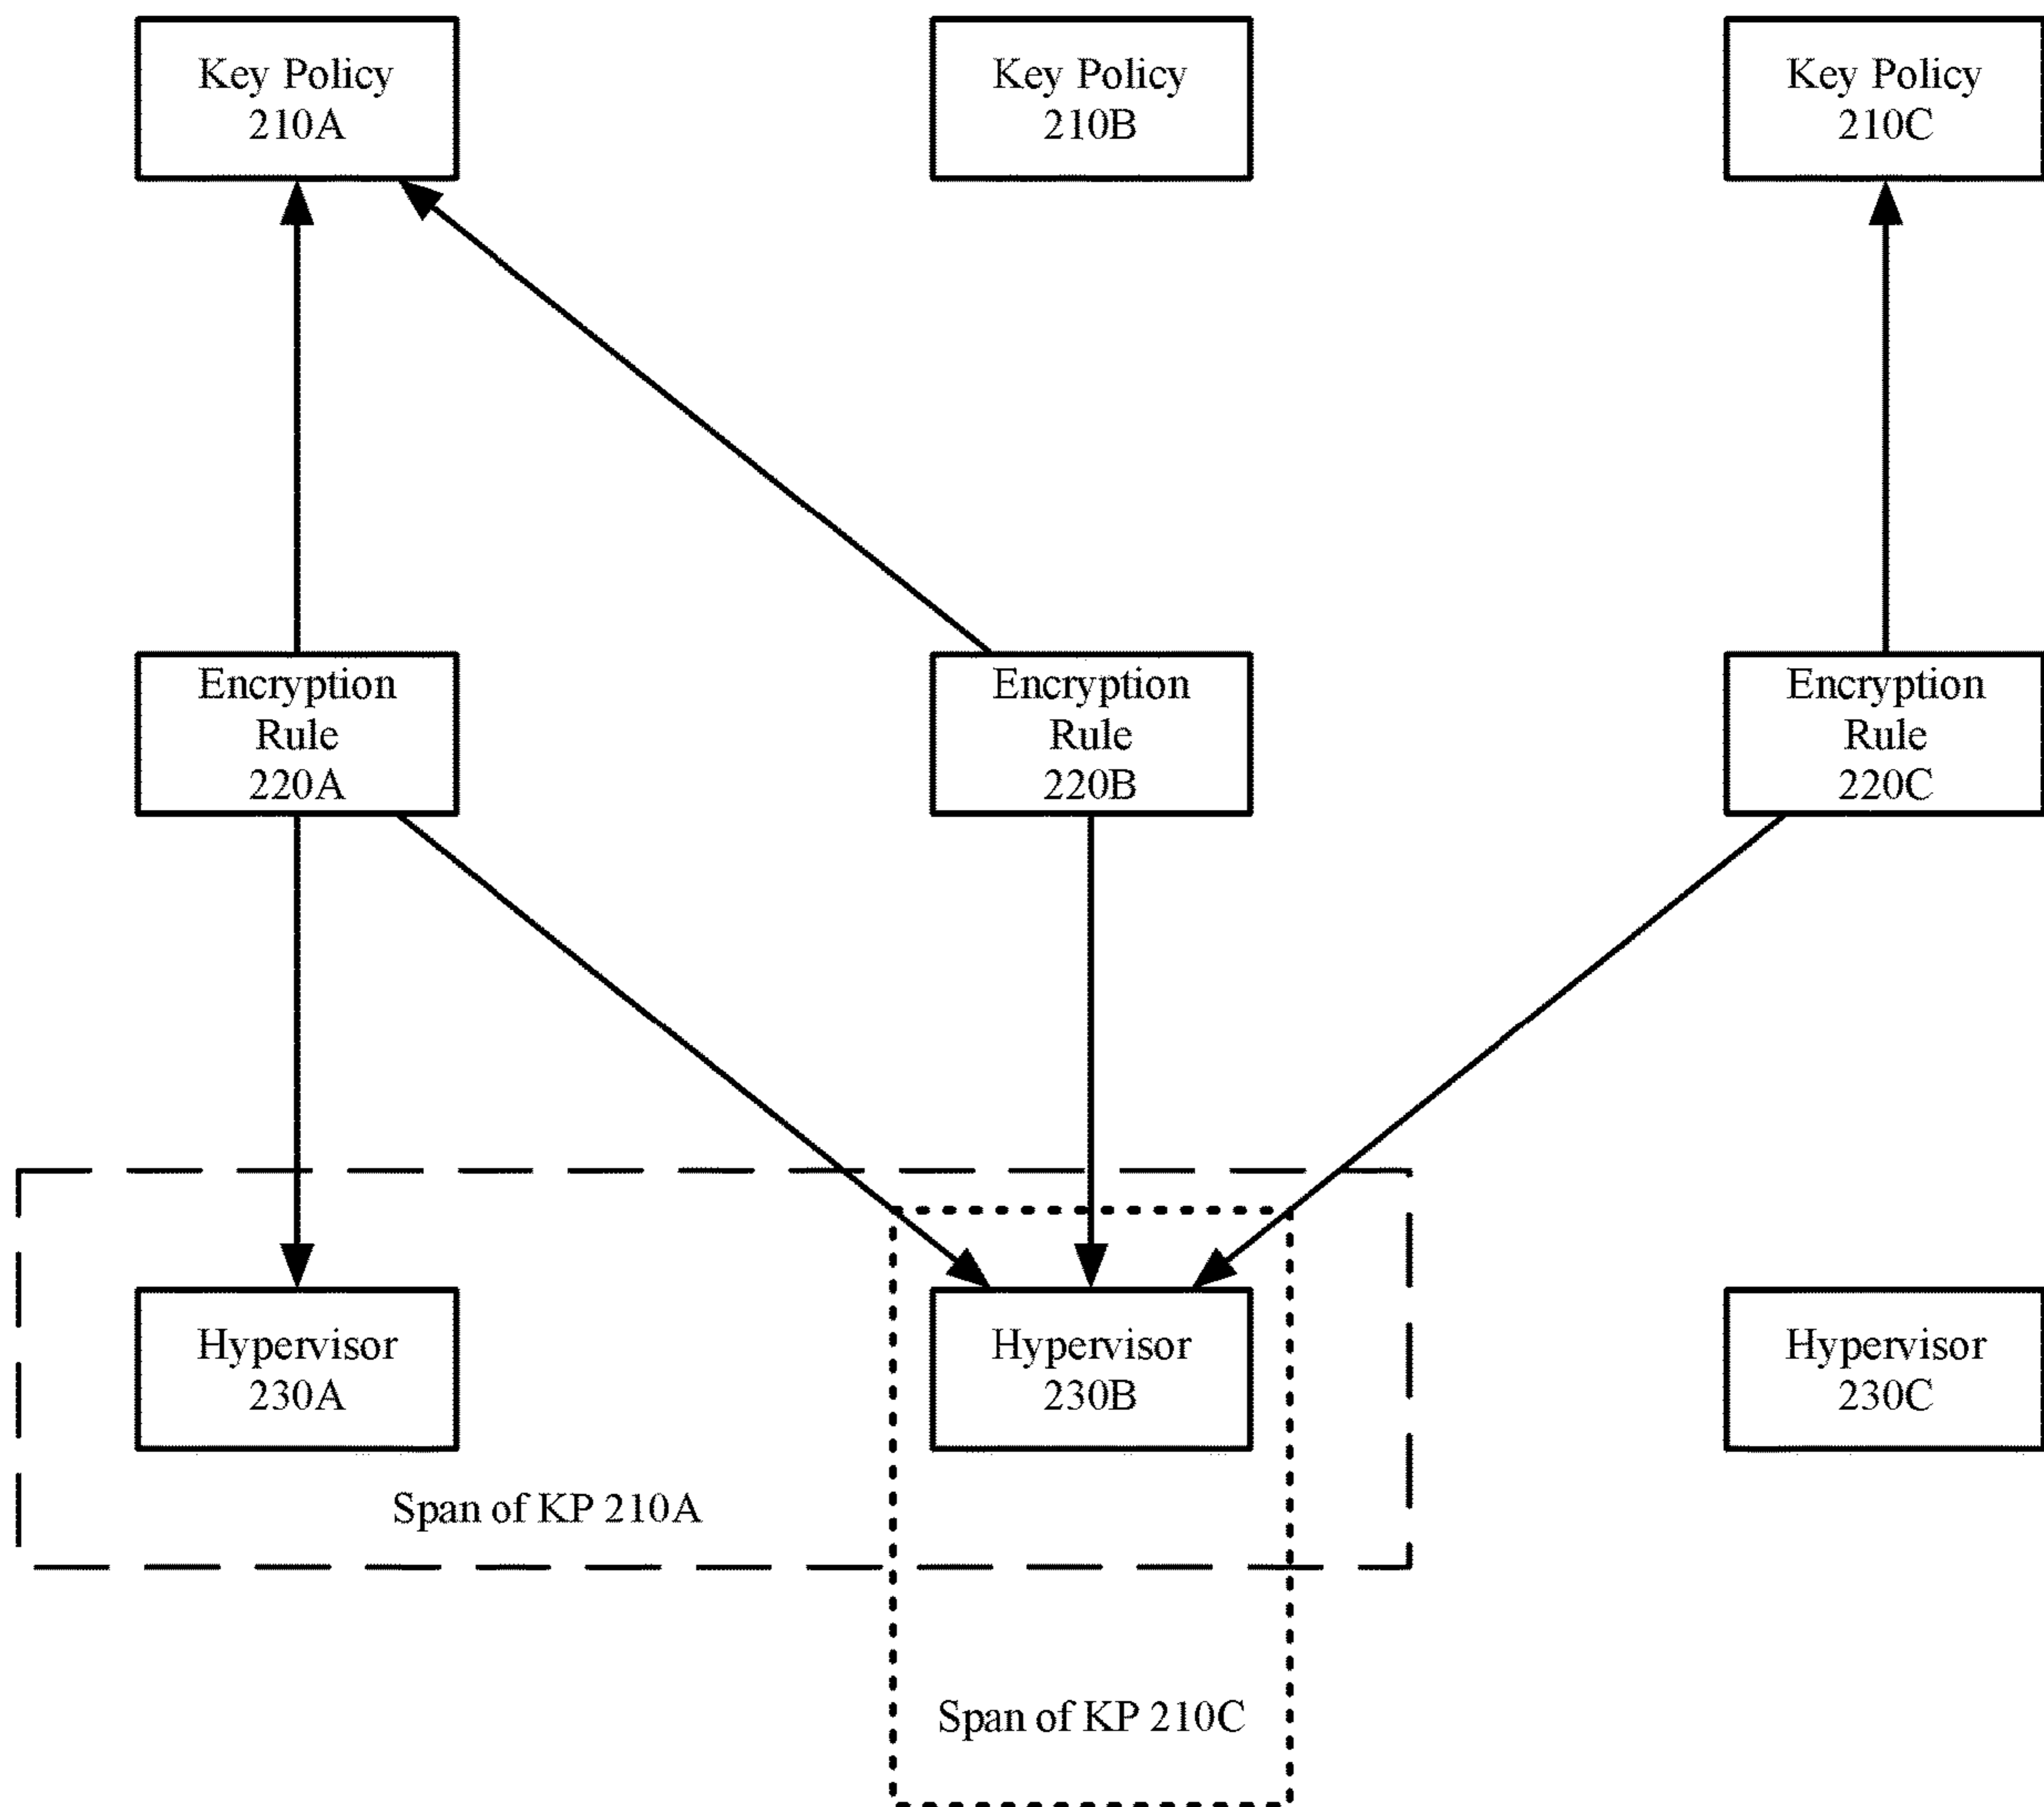 Key Policy
210A
Key Policy
210B
Key Policy
210C
Encryption
Rule
220A
Encryption
Rule
220B
Encryption
Rule
220C
Hypervisor
230A
Hypervisor
230B
Hypervisor
230C
Span of KP 210A
Span of KP 210C